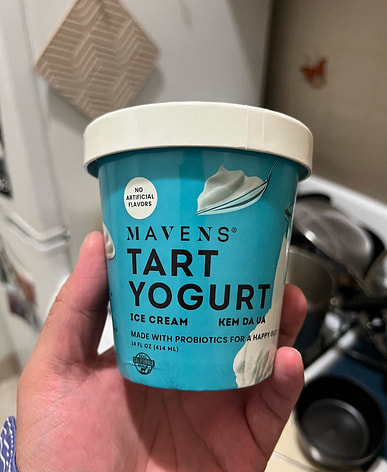 NO
ARTIFICIAL
FLAVORS
MAVENS®
TART
YOGURT
ICE CREAM KEM DA UA
MADE WITH PROBIOTICS FOR A HAPPY
14 FL OZ (414 ML)
CALIFORNIA